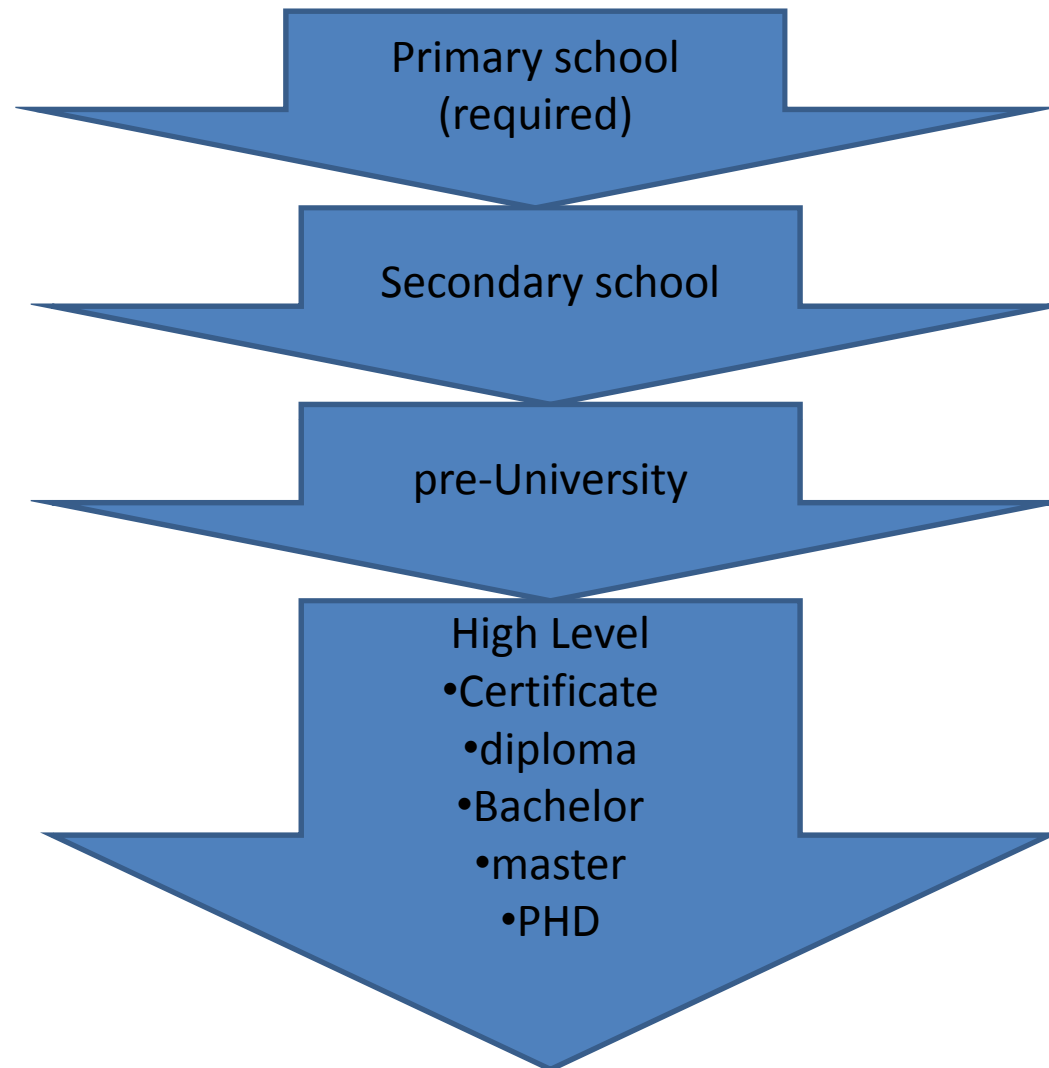 Primary school
(required)
Secondary school
pre-University
High Level
•Certificate
•diploma
•Bachelor
•master
•PHD